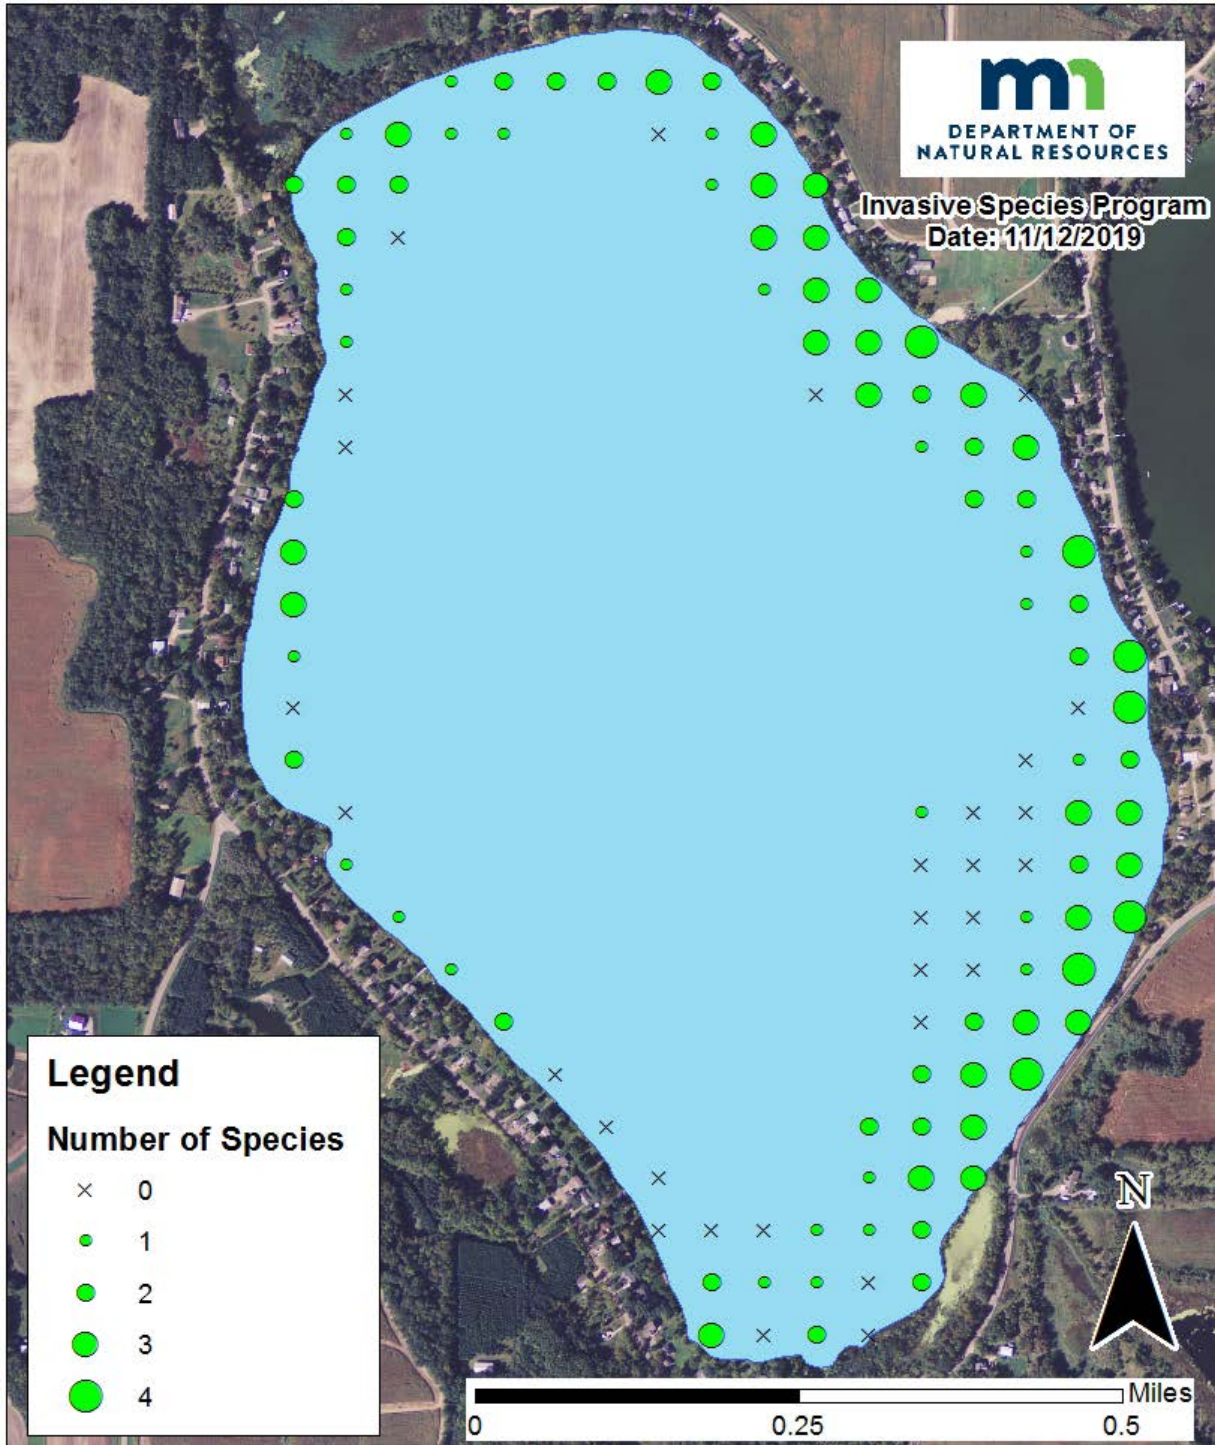 mn
DEPARTMENT OF
NATURAL RESOURCES
Invasive Species Program
Date: 11/12/2019
Legend
Number of Species
0
1
2
3
4
N
Miles
0 0.25 0.5